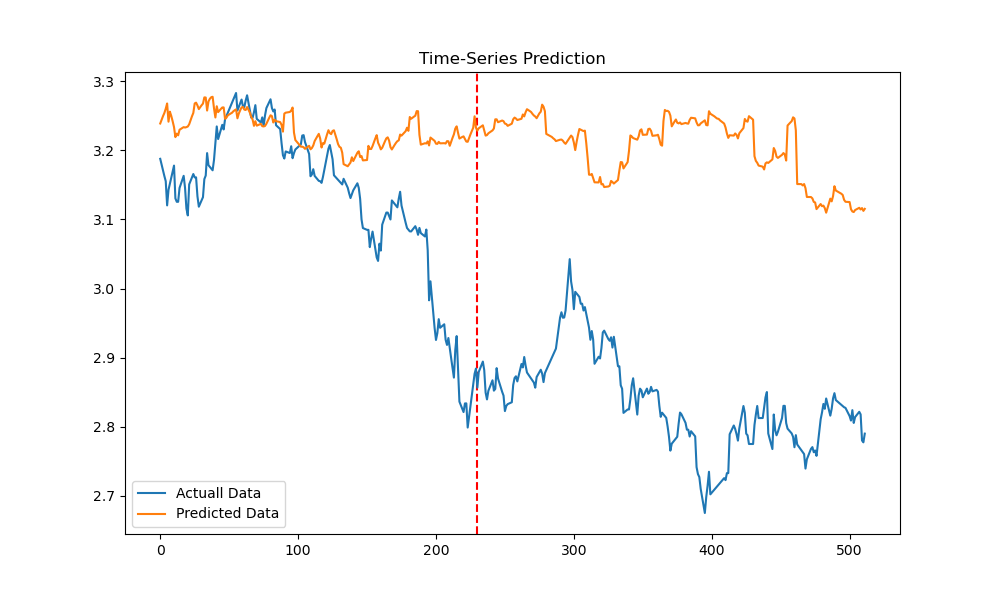 Time-Series Prediction
3.3
3.2
3.1
3.0
2.9
2.8
2.7
Actuall Data
Predicted Data
0 100 200 300 400 500